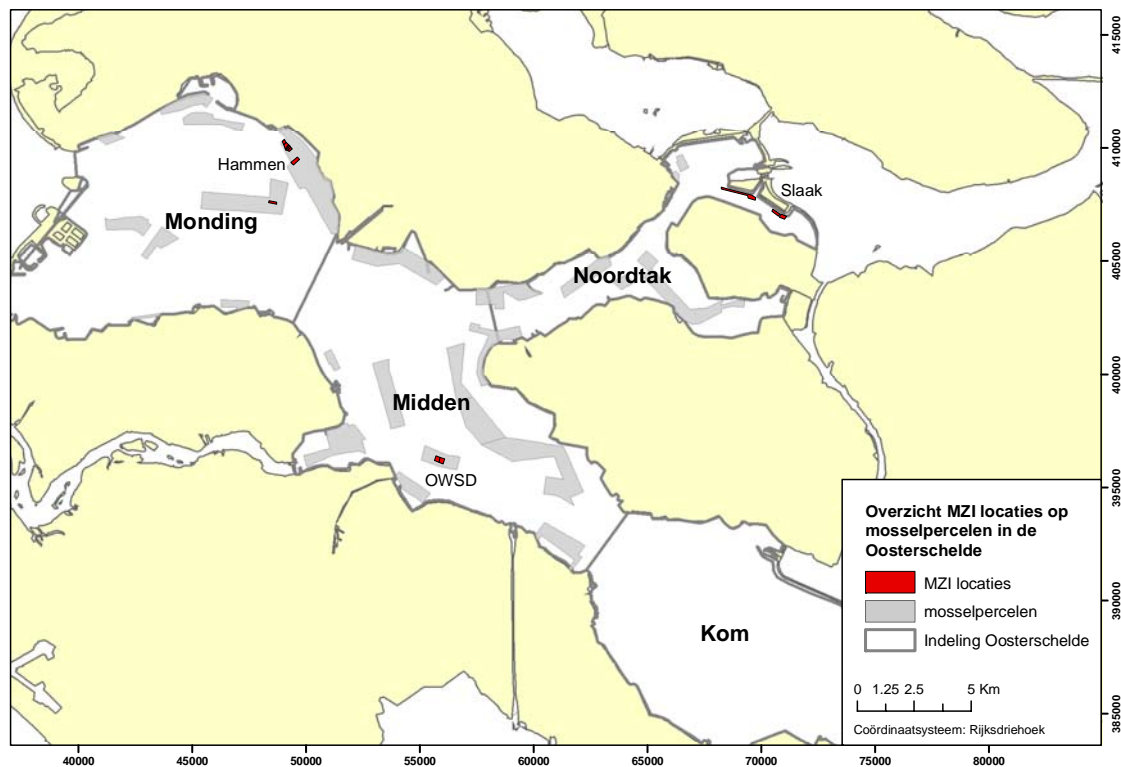 Hammen
Monding
Slaak
Noordtak
Midden
OWSD
Kom
Overzicht MZI locaties op
mosselpercelen in de
Oosterschelde
MZI locaties
mosselpercelen
Indeling Oosterschelde
0 1.25 2.5 5 Km
Coördinaatsysteem: Rijksdriehoek
415000
410000
405000
400000
395000
390000
385000
40000 45000 50000 55000 60000 65000 70000 75000 80000